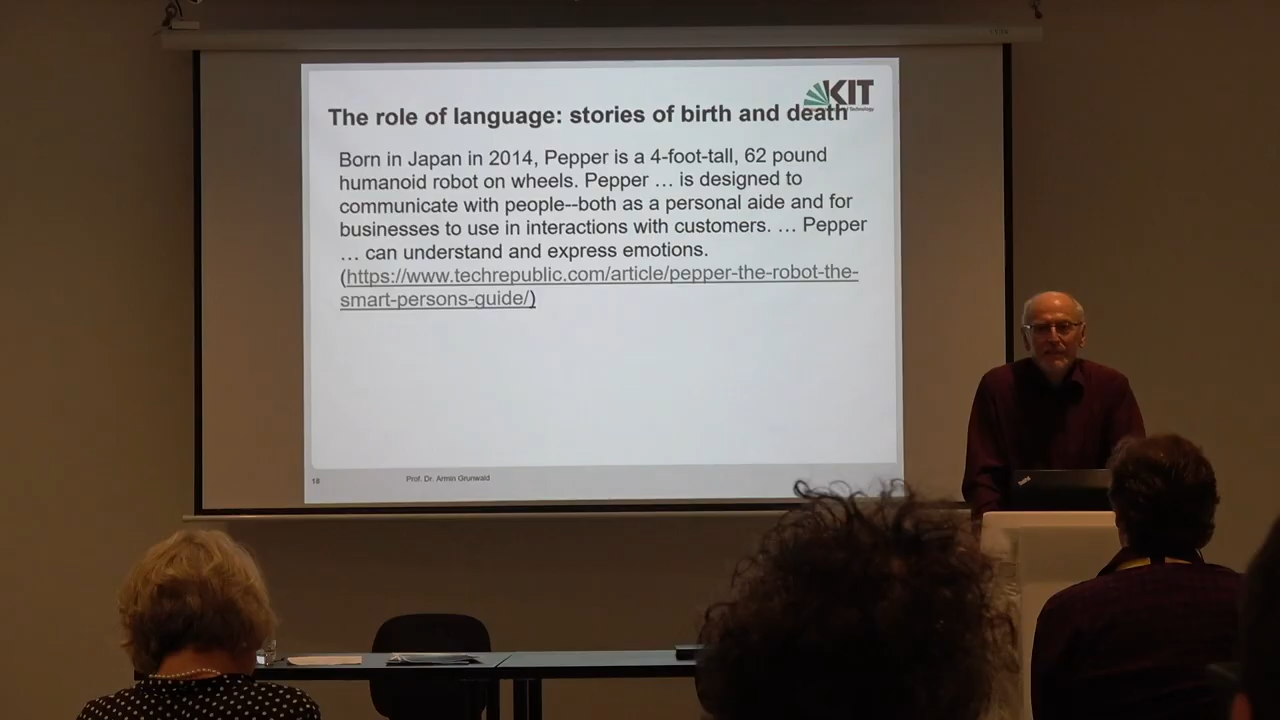 KIT
The role of language: stories of birth and death
Born in Japan in 2014, Pepper is a 4-foot-tall, 62 pound
humanoid robot on wheels. Pepper … is designed to
communicate with people--both as a personal aide and for
businesses to use in interactions with customers. … Pepper
… can understand and express emotions.
(https://www.techrepublic.com/article/pepper-the-robot-the-
smart-persons-guide/)
18
Prof. Dr. Armin Grunwald